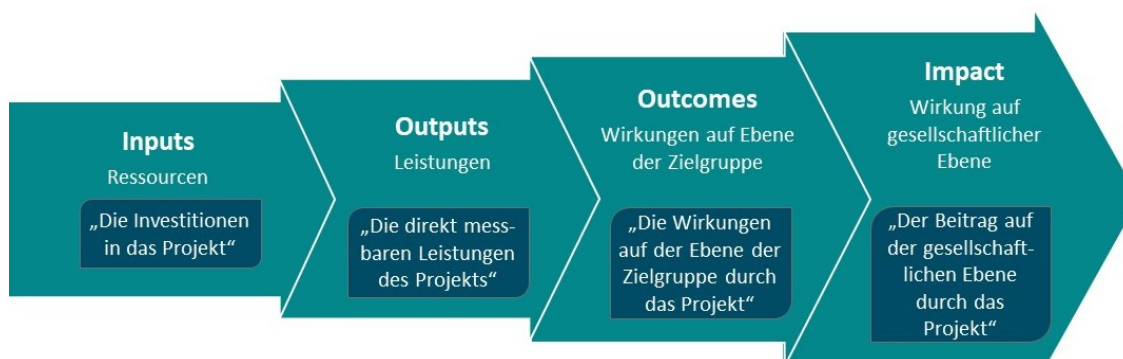 Inputs
Ressourcen
„Die Investitionen
in das Projekt“
Outputs
Leistungen
„Die direkt mess-
baren Leistungen
des Projekts“
Outcomes
Wirkungen auf Ebene
der Zielgruppe
„Die Wirkungen
auf der Ebene der
Zielgruppe durch
das Projekt“
Impact
Wirkung auf
gesellschaftlicher
Ebene
„Der Beitrag auf
der gesellschaft-
lichen Ebene
durch das
Projekt“